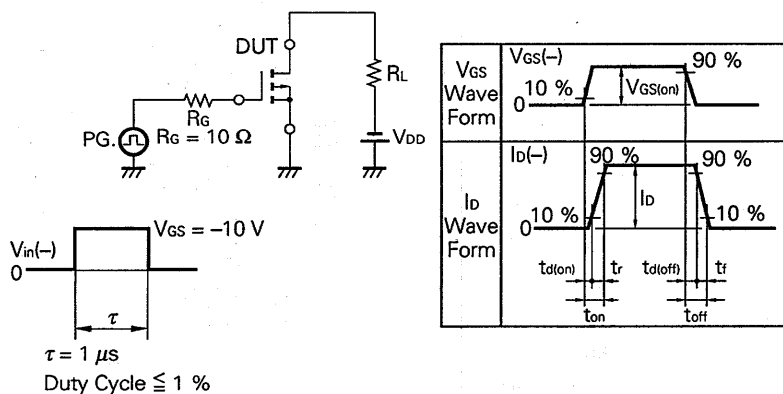 DUT
RL
RG
PG.
RG = 10 Ω
VDD
Vin(−)
0
VGS = −10 V
τ
τ = 1 μs
Duty Cycle ≦ 1 %
VGS
Wave
Form
VGS(−)
10 %
0
VGS(on)
90 %
ID
Wave
Form
ID(−)
90 %
90 %
10 %
0
ID
10 %
td(on)
tr
td(off)
tf
ton
toff